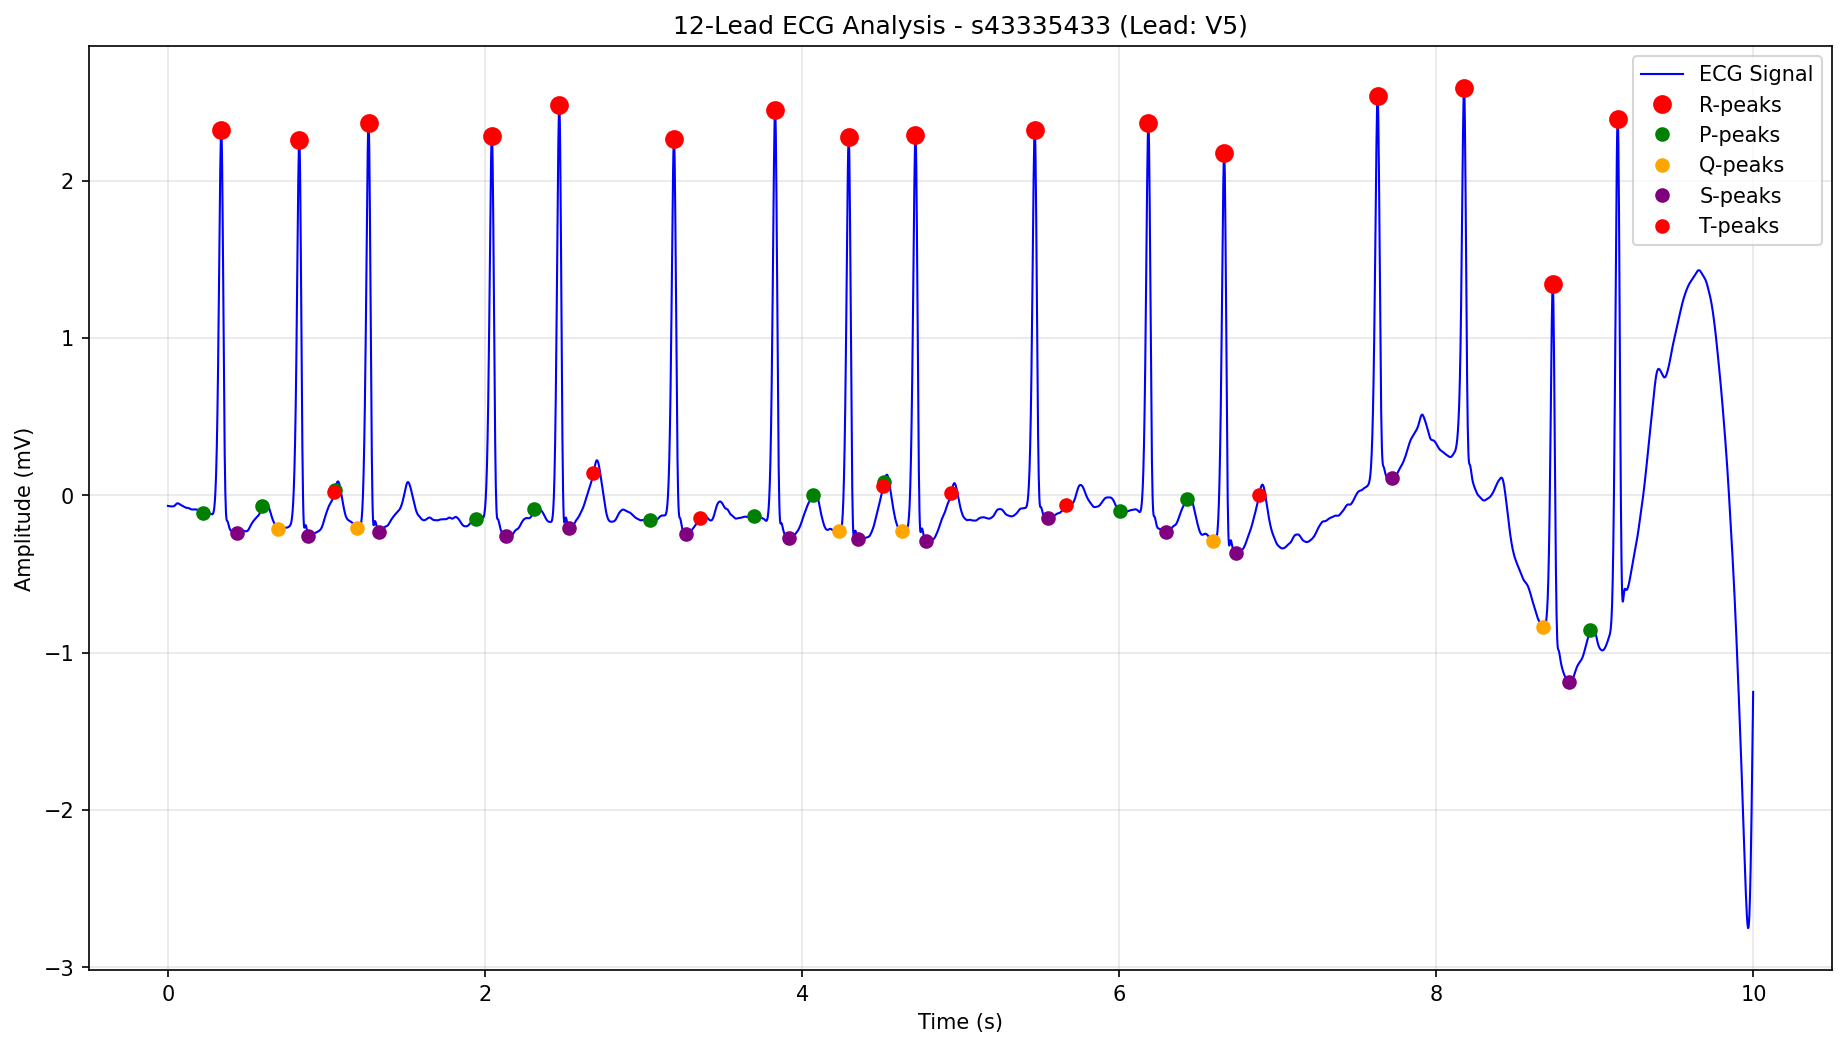 12-Lead ECG Analysis - s43335433 (Lead: V5)
ECG Signal
R-peaks
P-peaks
Q-peaks
S-peaks
T-peaks
Amplitude (mV)
2
1
0
−1
−2
−3
0 2 4 6 8 10
Time (s)